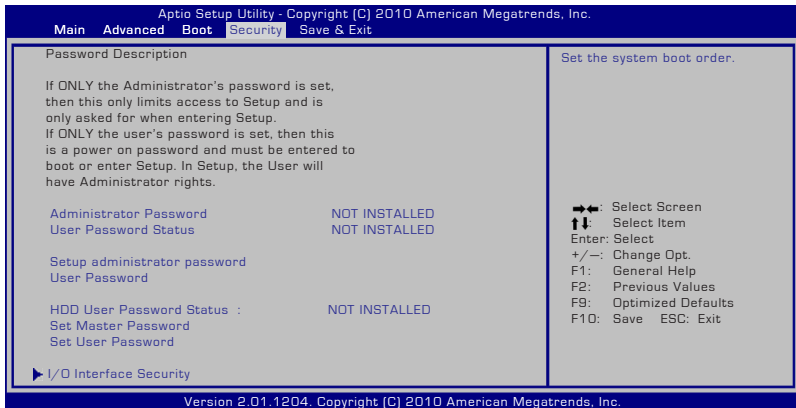 Aptio Setup Utility - Copyright (C) 2010 American Megatrends, Inc.
Main Advanced Boot Security Save & Exit
Password Description
If ONLY the Administrator's password is set,
then this only limits access to Setup and is
only asked for when entering Setup.
If ONLY the user's password is set, then this
is a power on password and must be entered to
boot or enter Setup. In Setup, the User will
have Administrator rights.
Administrator Password NOT INSTALLED
User Password Status NOT INSTALLED
Setup administrator password
User Password
HDD User Password Status : NOT INSTALLED
Set Master Password
Set User Password
I/O Interface Security
Set the system boot order.
→←: Select Screen
↑↓: Select Item
Enter: Select
+/—: Change Opt.
F1: General Help
F2: Previous Values
F9: Optimized Defaults
F10: Save ESC: Exit
Version 2.01.1204. Copyright (C) 2010 American Megatrends, Inc.